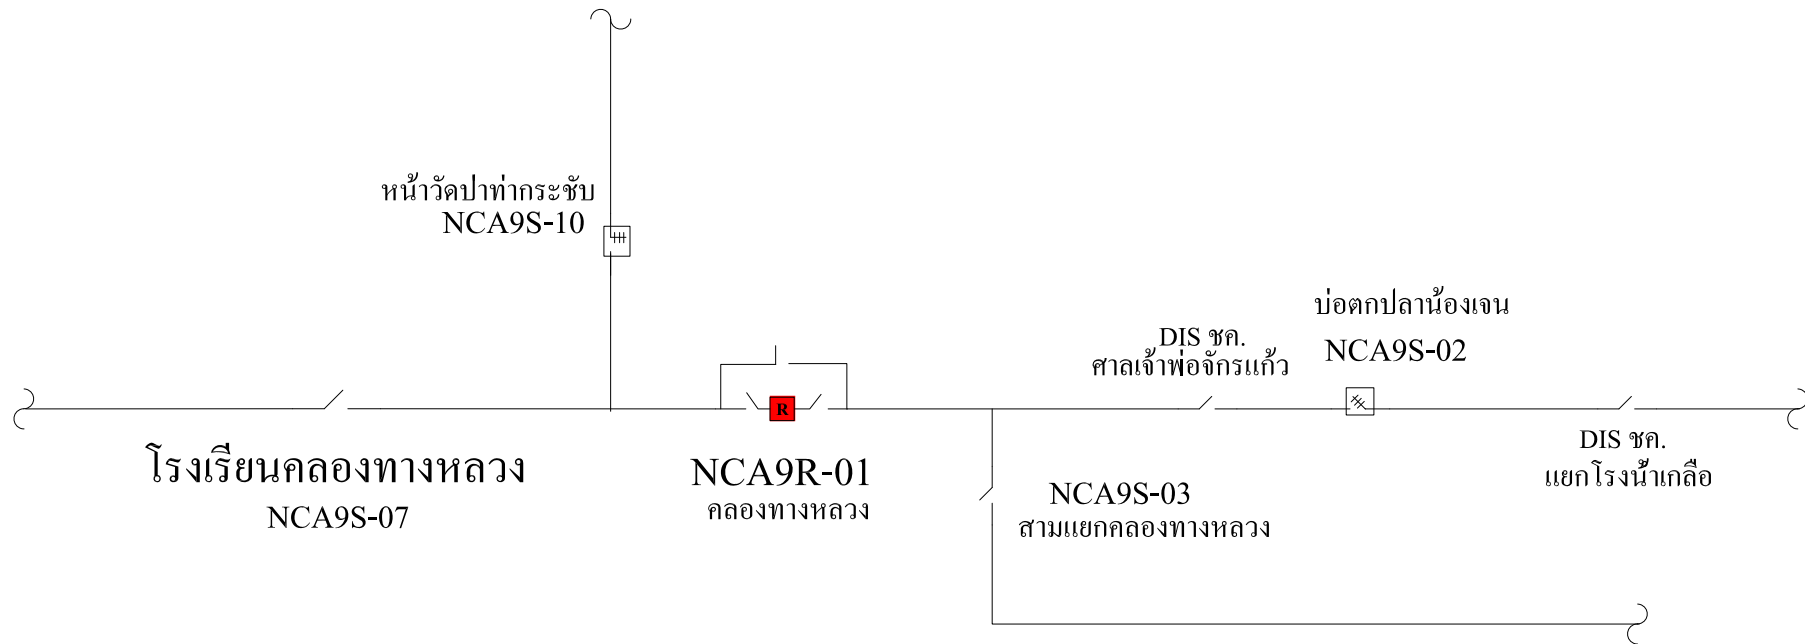 หน้าวัดปาท่ากระชับ
NCA9S-10
บ่อตกปลาน้องเจน
NCA9S-02
DIS ชค.
ศาลเจ้าพ่อจักรแก้ว
R
โรงเรียนคลองทางหลวง
NCA9S-07
NCA9R-01
คลองทางหลวง
NCA9S-03
สามแยกคลองทางหลวง
DIS ชค.
แยกโรงน้ำเกลือ